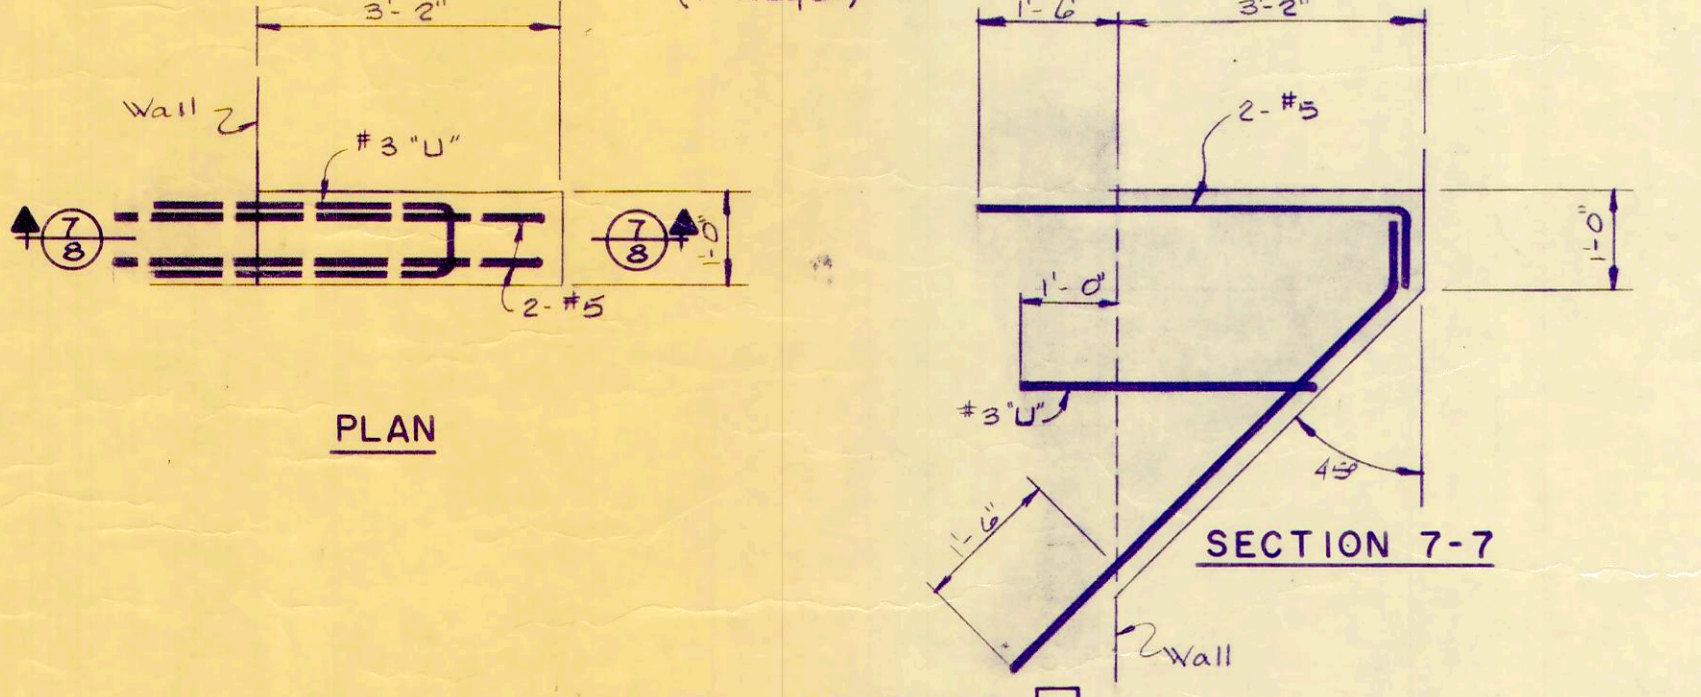 3'-2"
Wall
#3 "U"
7
8
7
8
1'-0"
2-#5
PLAN
1'-6"
3'-2"
2-#5
1'-0"
1'-0"
#3 "U"
45°
1'-6"
SECTION 7-7
Wall